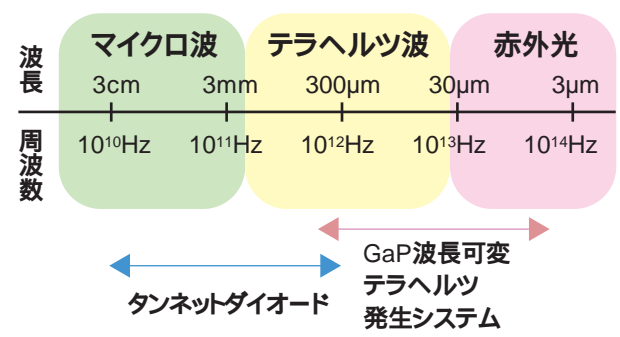 マイクロ波 テラヘルツ波 赤外光
波長
3cm 3mm 300μm 30μm 3μm
周波数
10¹⁰Hz 10¹¹Hz 10¹²Hz 10¹³Hz 10¹⁴Hz
GaP波長可変
テラヘルツ
発生システム
タンネットダイオード